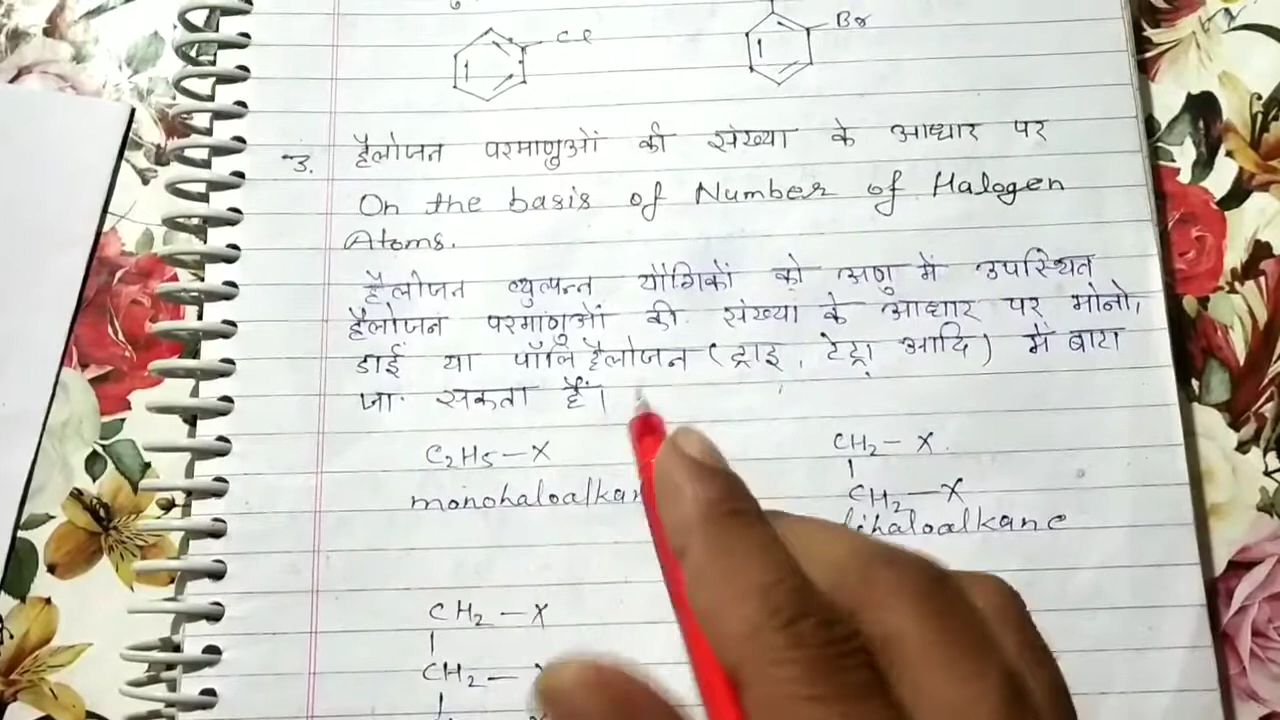 Cl
Br
3. हैलोजन परमाणुओं की संख्या के आधार पर
On the basis of Number of Halogen
Atoms.
हैलोजन व्युत्पन्न यौगिकों को अणु में उपस्थित
हैलोजन परमाणुओं की संख्यां के आधार पर मोनो,
डाई या पॉलि हैलोजन (ट्राइ, टेट्रा आदि) में बाटा
जा सकता हैं।
C2H5-X
CH2-X
monohaloalkan
CH2-X
dihaloalkane
CH2-X
CH2-